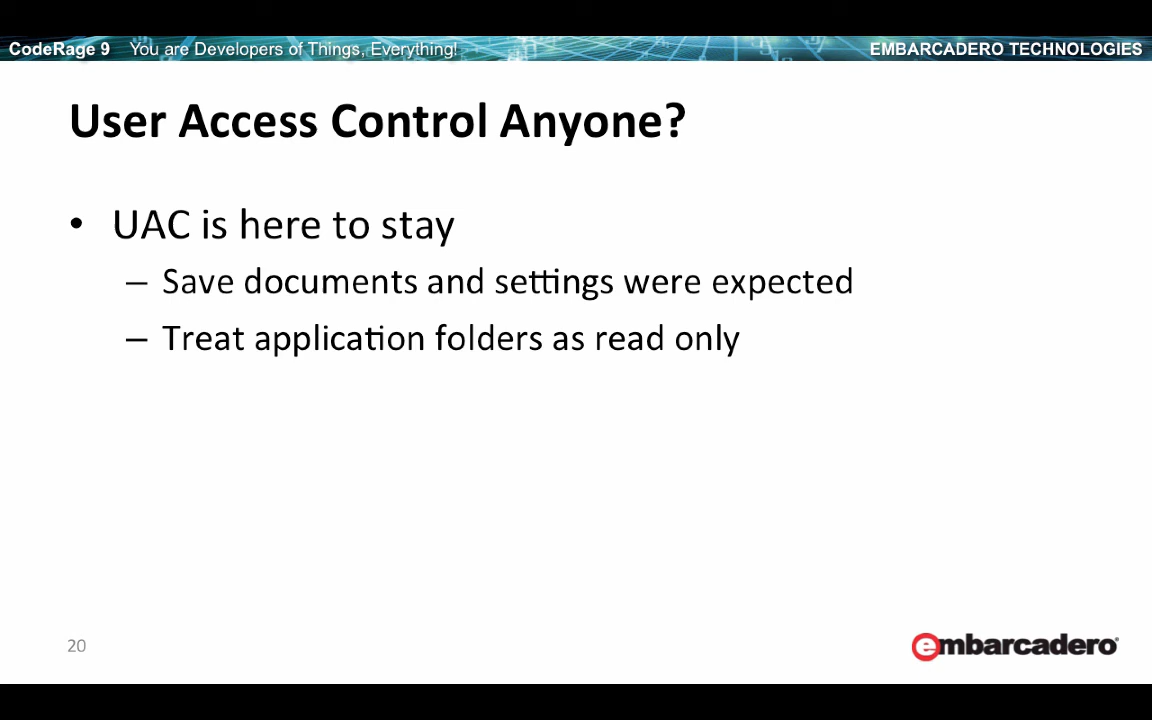 CodeRage 9 You are Developers of Things, Everything! EMBARCADERO TECHNOLOGIES
User Access Control Anyone?
• UAC is here to stay
– Save documents and settings were expected
– Treat application folders as read only
20
embarcadero®